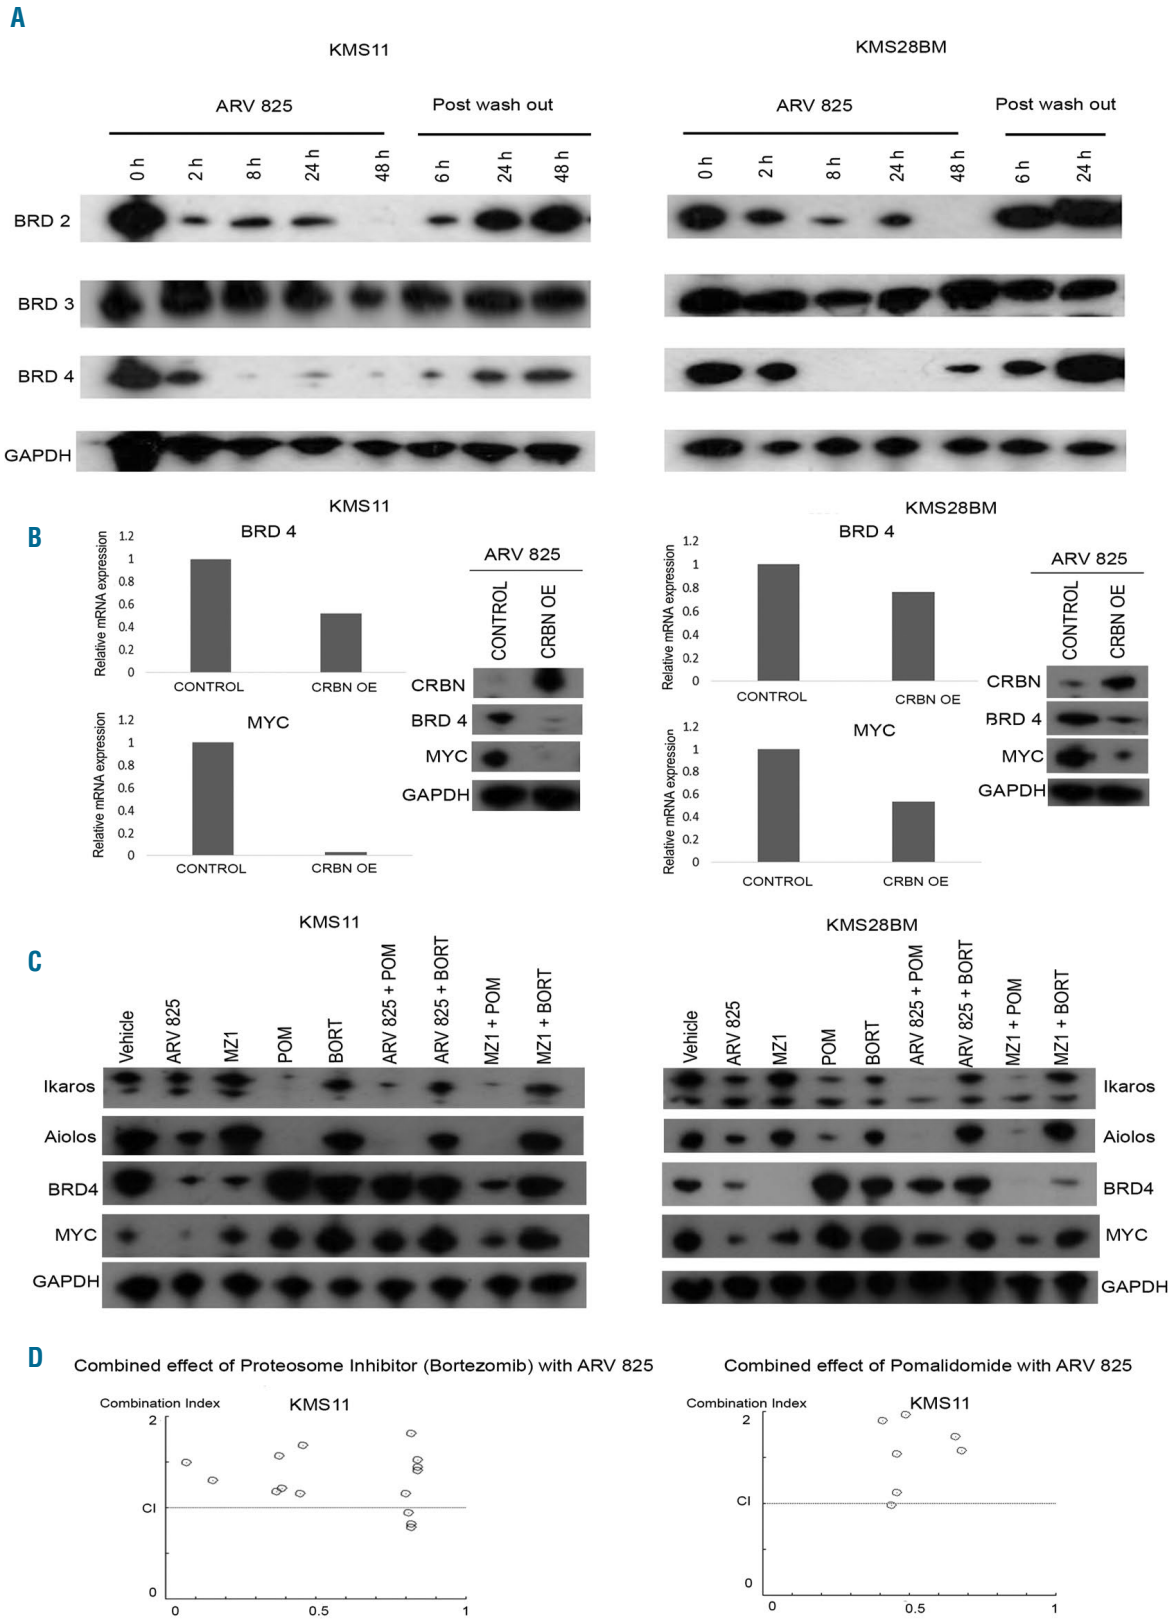 A
KMS11
KMS28BM
ARV 825
Post wash out
ARV 825
Post wash out
0 h
2 h
8 h
24 h
48 h
6 h
24 h
48 h
0 h
2 h
8 h
24 h
48 h
6 h
24 h
BRD 2
BRD 3
BRD 4
GAPDH
B
KMS11
BRD 4
Relative mRNA expression
1.2
1
0.8
0.6
0.4
0.2
0
CONTROL
CRBN OE
MYC
Relative mRNA expression
1.2
1
0.8
0.6
0.4
0.2
0
CONTROL
CRBN OE
ARV 825
CONTROL
CRBN OE
CRBN
BRD 4
MYC
GAPDH
KMS28BM
BRD 4
Relative mRNA expression
1.2
1
0.8
0.6
0.4
0.2
0
CONTROL
CRBN OE
MYC
Relative mRNA expression
1.2
1
0.8
0.6
0.4
0.2
0
CONTROL
CRBN OE
ARV 825
CONTROL
CRBN OE
CRBN
BRD 4
MYC
GAPDH
C
KMS11
Vehicle
ARV 825
MZ1
POM
BORT
ARV 825 + POM
ARV 825 + BORT
MZ1 + POM
MZ1 + BORT
Ikaros
Aiolos
BRD4
MYC
GAPDH
KMS28BM
Vehicle
ARV 825
MZ1
POM
BORT
ARV 825 + POM
ARV 825 + BORT
MZ1 + POM
MZ1 + BORT
Ikaros
Aiolos
BRD4
MYC
GAPDH
D
Combined effect of Proteosome Inhibitor (Bortezomib) with ARV 825
Combination Index
KMS11
2
CI
0
0
0.5
1
Combined effect of Pomalidomide with ARV 825
Combination Index
KMS11
2
CI
0
0
0.5
1